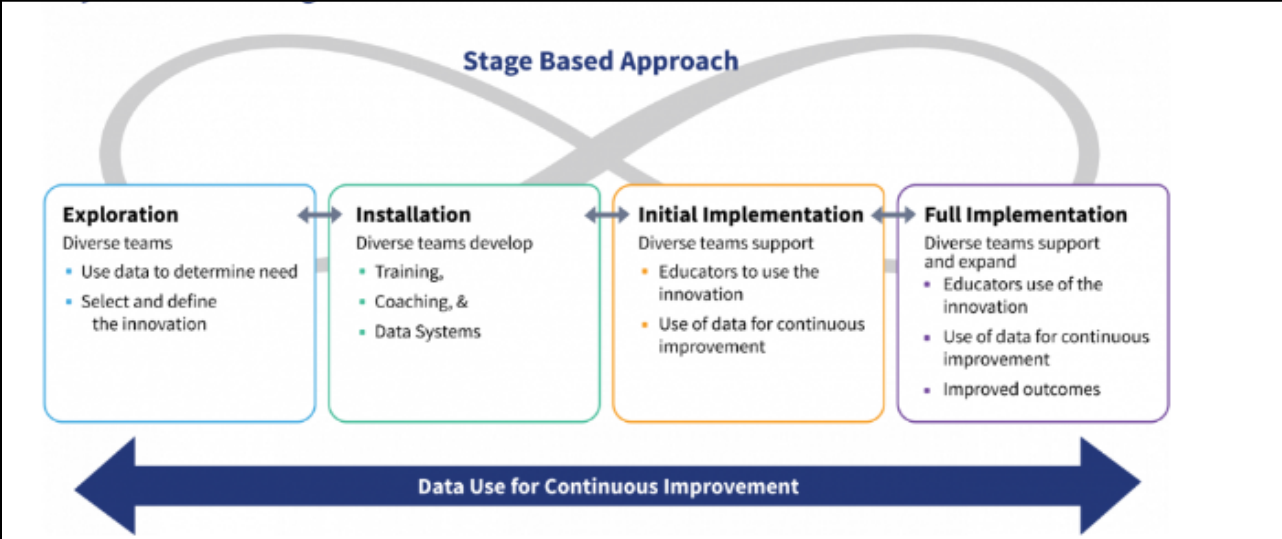 Stage Based Approach
Exploration
Diverse teams
Use data to determine need
Select and define
the innovation
Installation
Diverse teams develop
Training,
Coaching, &
Data Systems
Initial Implementation
Diverse teams support
Educators to use the
innovation
Use of data for continuous
improvement
Full Implementation
Diverse teams support
and expand
Educators use of the
innovation
Use of data for continuous
improvement
Improved outcomes
Data Use for Continuous Improvement